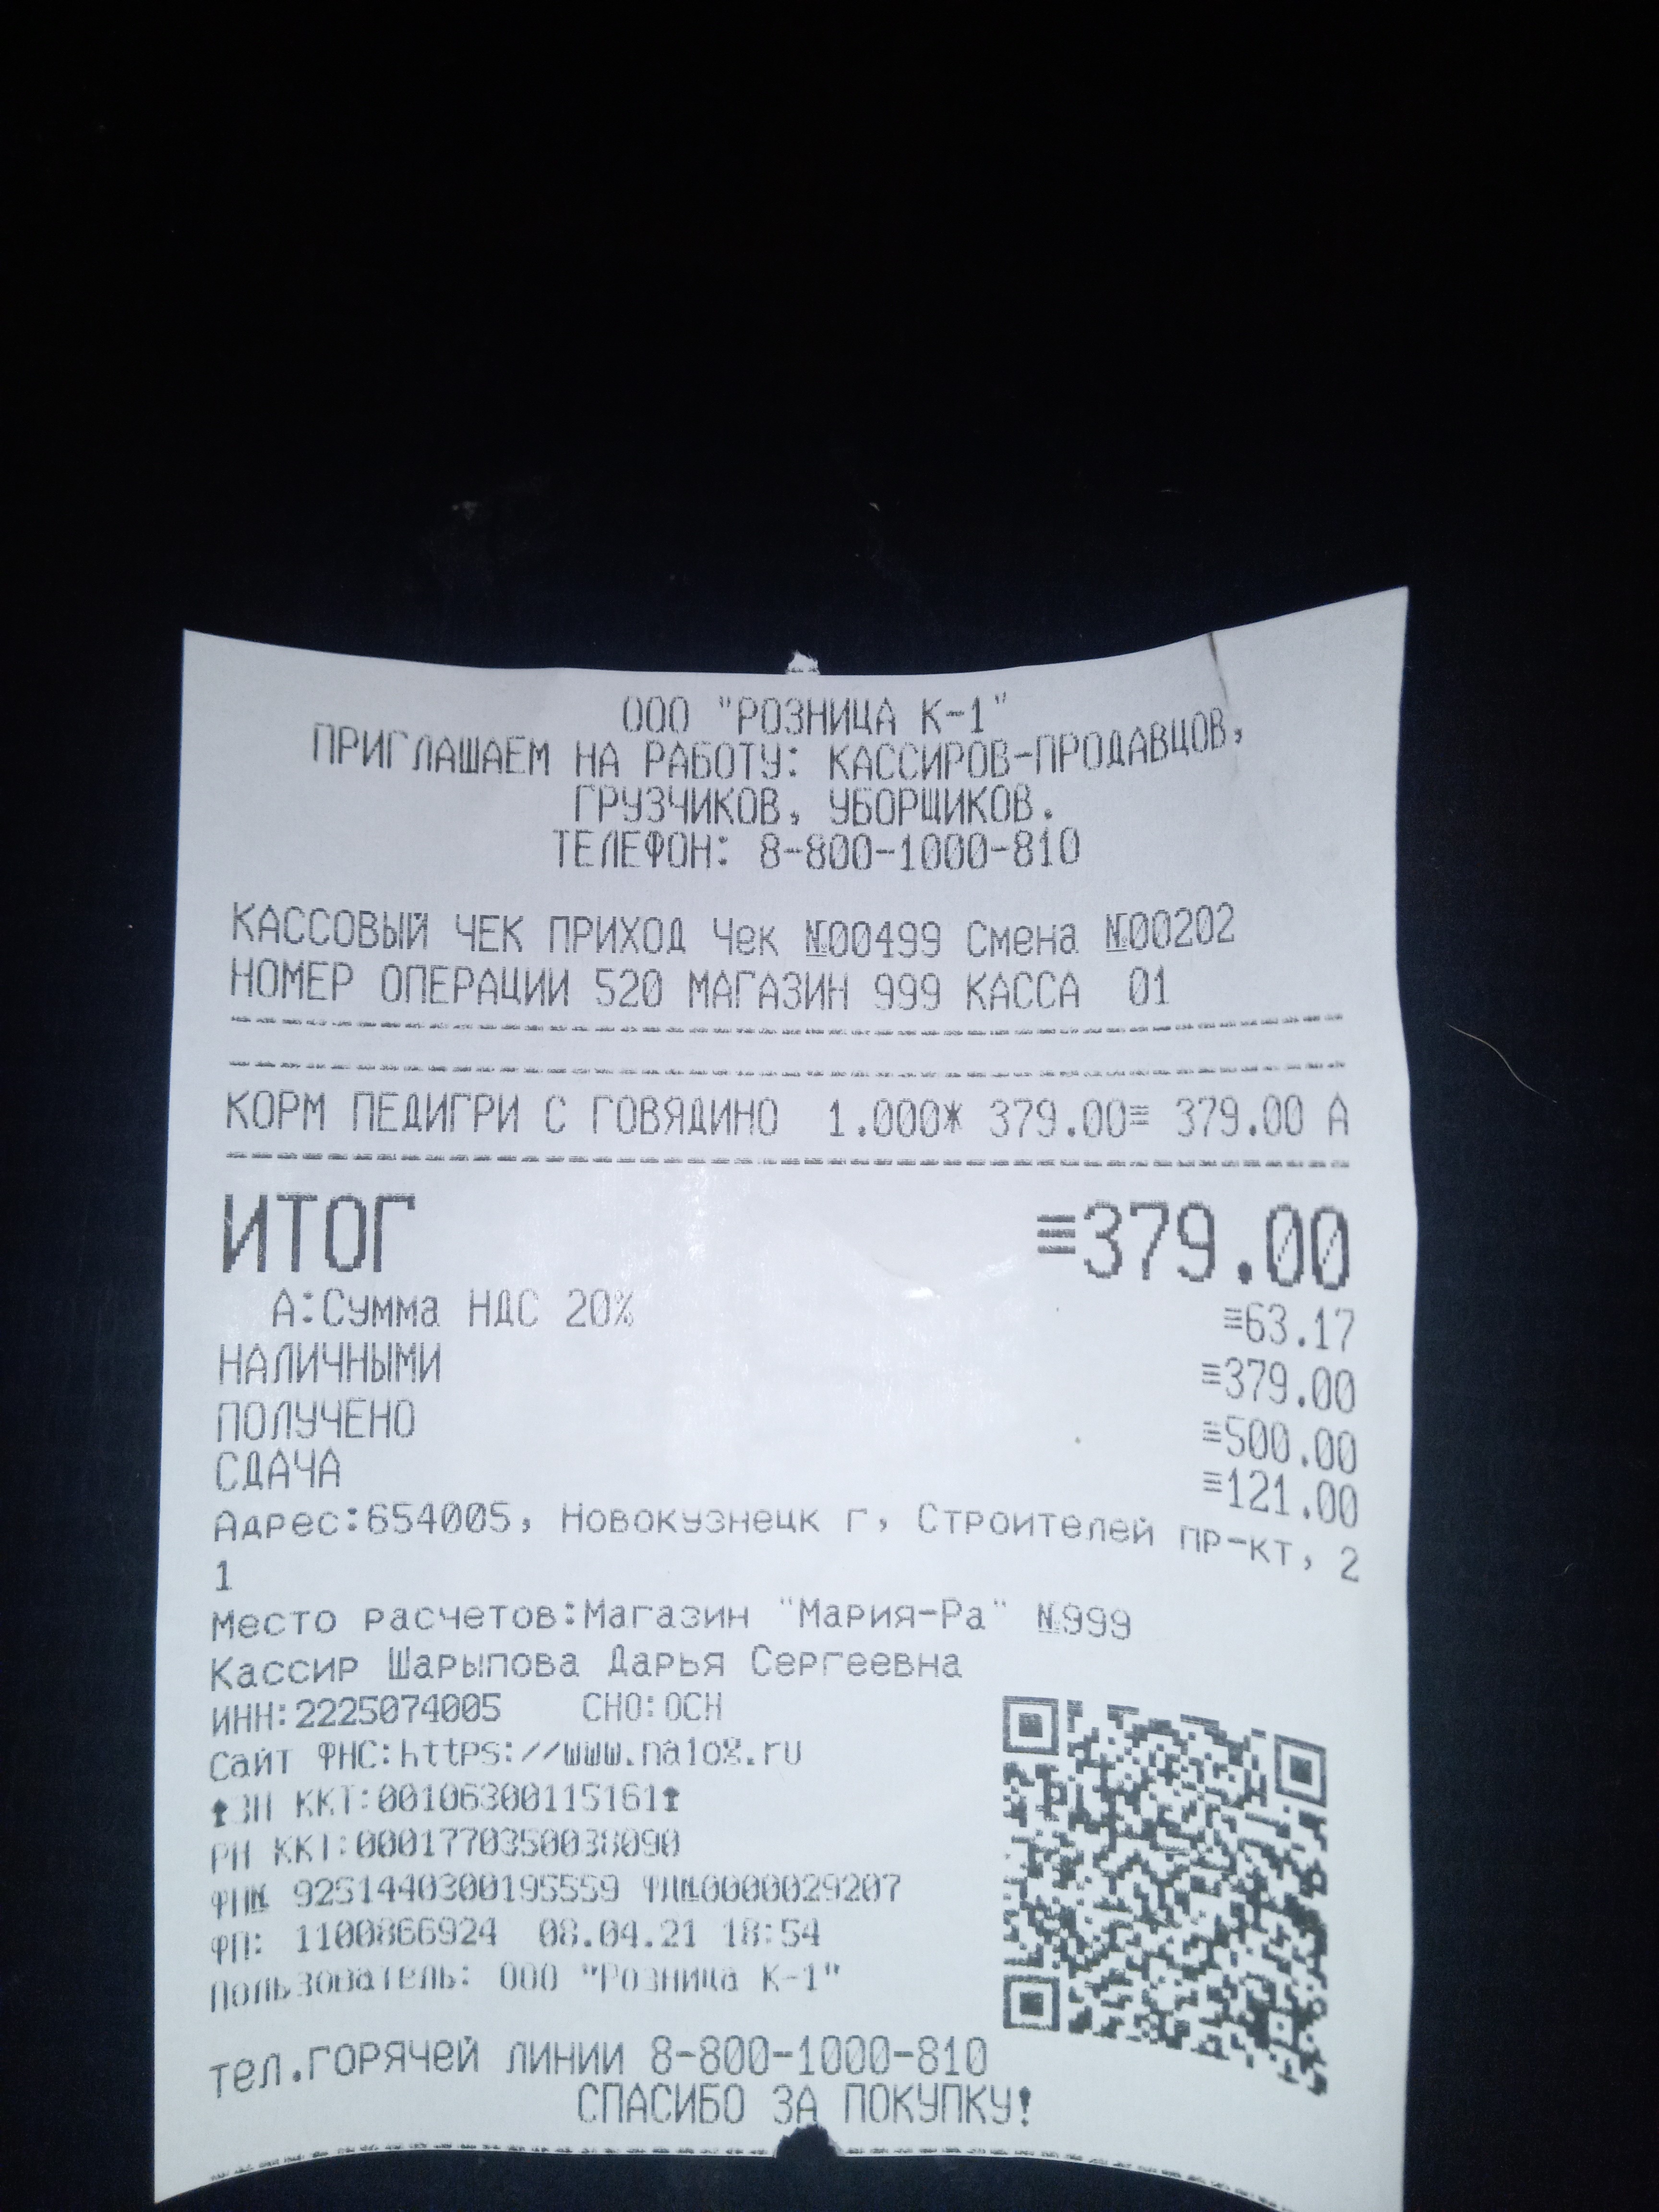 ООО "РОЗНИЦА К-1"
ПРИГЛАШАЕМ НА РАБОТУ: КАССИРОВ-ПРОДАВЦОВ,
ГРУЗЧИКОВ, УБОРЩИКОВ.
ТЕЛЕФОН: 8-800-1000-810
КАССОВЫЙ ЧЕК ПРИХОД Чек №00499 Смена №00202
НОМЕР ОПЕРАЦИИ 520 МАГАЗИН 999 КАССА 01
КОРМ ПЕДИГРИ С ГОВЯДИНО 1.000* 379.00≡ 379.00 А
ИТОГ ≡379.00
А:Сумма НДС 20% ≡63.17
НАЛИЧНЫМИ ≡379.00
ПОЛУЧЕНО ≡500.00
СДАЧА ≡121.00
Адрес:654005, Новокузнецк г, Строителей пр-кт, 2
1
Место расчетов:Магазин "Мария-Ра" №999
Кассир Шарыпова Дарья Сергеевна
ИНН:2225074005 СНО:ОСН
Сайт ФНС:https://www.nalog.ru
ЗН ККТ:00106300115161
РН ККТ:0001770350038090
ФН№ 9251440300195559 ФД№0000029207
ФП: 1100866924 08.04.21 18:54
Пользователь: ООО "Розница К-1"
тел.ГОРЯЧЕЙ ЛИНИИ 8-800-1000-810
СПАСИБО ЗА ПОКУПКУ!